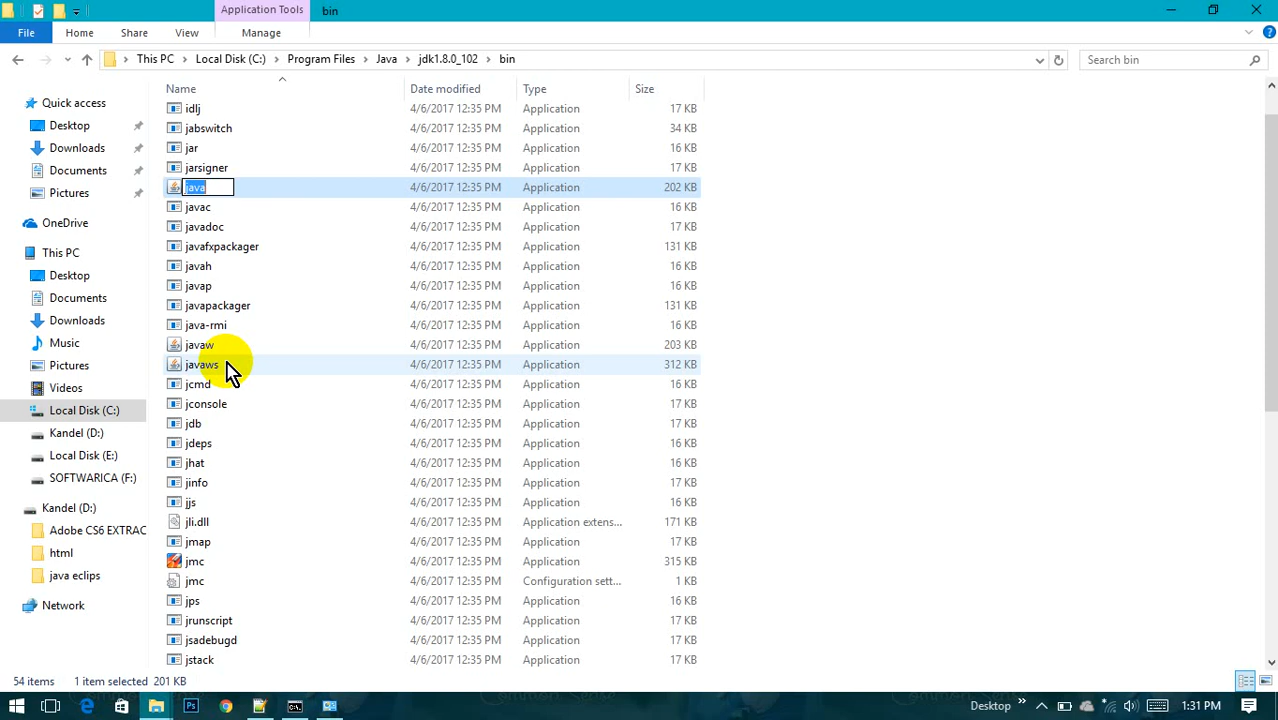 Application Tools
bin
File
Home
Share
View
Manage
This PC
Local Disk (C:)
Program Files
Java
jdk1.8.0_102
bin
Search bin
Name
Date modified
Type
Size
Quick access
Desktop
Downloads
Documents
Pictures
OneDrive
This PC
Desktop
Documents
Downloads
Music
Pictures
Videos
Local Disk (C:)
Kandel (D:)
Local Disk (E:)
SOFTWARICA (F:)
Kandel (D:)
Adobe CS6 EXTRAC
html
java eclips
Network
idlj 4/6/2017 12:35 PM Application 17 KB
jabswitch 4/6/2017 12:35 PM Application 34 KB
jar 4/6/2017 12:35 PM Application 16 KB
jarsigner 4/6/2017 12:35 PM Application 17 KB
java 4/6/2017 12:35 PM Application 202 KB
javac 4/6/2017 12:35 PM Application 16 KB
javadoc 4/6/2017 12:35 PM Application 17 KB
javafxpackager 4/6/2017 12:35 PM Application 131 KB
javah 4/6/2017 12:35 PM Application 16 KB
javap 4/6/2017 12:35 PM Application 16 KB
javapackager 4/6/2017 12:35 PM Application 131 KB
java-rmi 4/6/2017 12:35 PM Application 16 KB
javaw 4/6/2017 12:35 PM Application 203 KB
javaws 4/6/2017 12:35 PM Application 312 KB
jcmd 4/6/2017 12:35 PM Application 16 KB
jconsole 4/6/2017 12:35 PM Application 17 KB
jdb 4/6/2017 12:35 PM Application 17 KB
jdeps 4/6/2017 12:35 PM Application 16 KB
jhat 4/6/2017 12:35 PM Application 16 KB
jinfo 4/6/2017 12:35 PM Application 17 KB
jjs 4/6/2017 12:35 PM Application 16 KB
jli.dll 4/6/2017 12:35 PM Application extens... 171 KB
jmap 4/6/2017 12:35 PM Application 16 KB
jmc 4/6/2017 12:35 PM Application 315 KB
jmc 4/6/2017 12:35 PM Configuration sett... 1 KB
jps 4/6/2017 12:35 PM Application 16 KB
jrunscript 4/6/2017 12:35 PM Application 17 KB
jsadebugd 4/6/2017 12:35 PM Application 17 KB
jstack 4/6/2017 12:35 PM Application 17 KB
54 items 1 item selected 201 KB
Desktop
1:31 PM